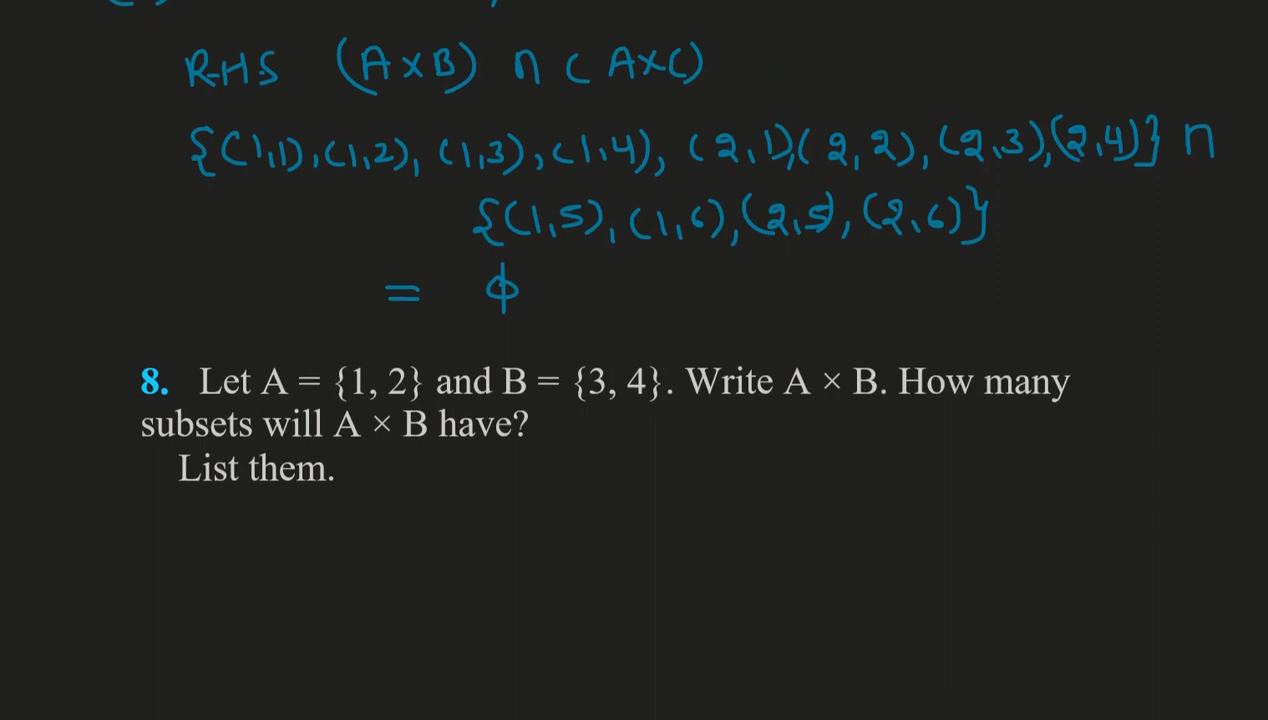 RHS (A×B) ∩ (A×C)
{(1,1),(1,2),(1,3),(1,4),(2,1),(2,2),(2,3),(2,4)} ∩
{(1,5),(1,6),(2,5),(2,6)}
= ϕ
8. Let A = {1, 2} and B = {3, 4}. Write A × B. How many
subsets will A × B have?
List them.